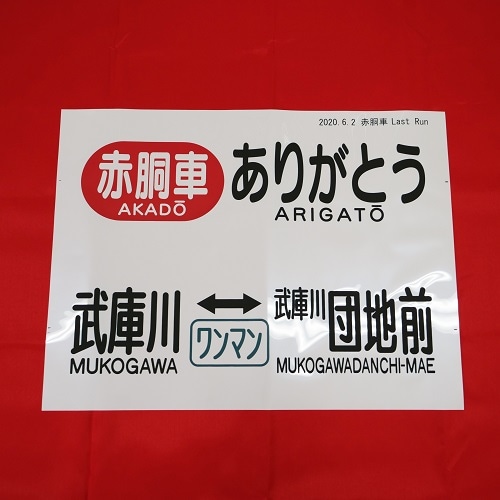 2020.6.2 赤胴車 Last Run
赤胴車 ありがとう
AKADŌ ARIGATŌ
武庫川 ↔ 武庫川団地前
ワンマン
MUKOGAWA MUKOGAWADANCHI-MAE